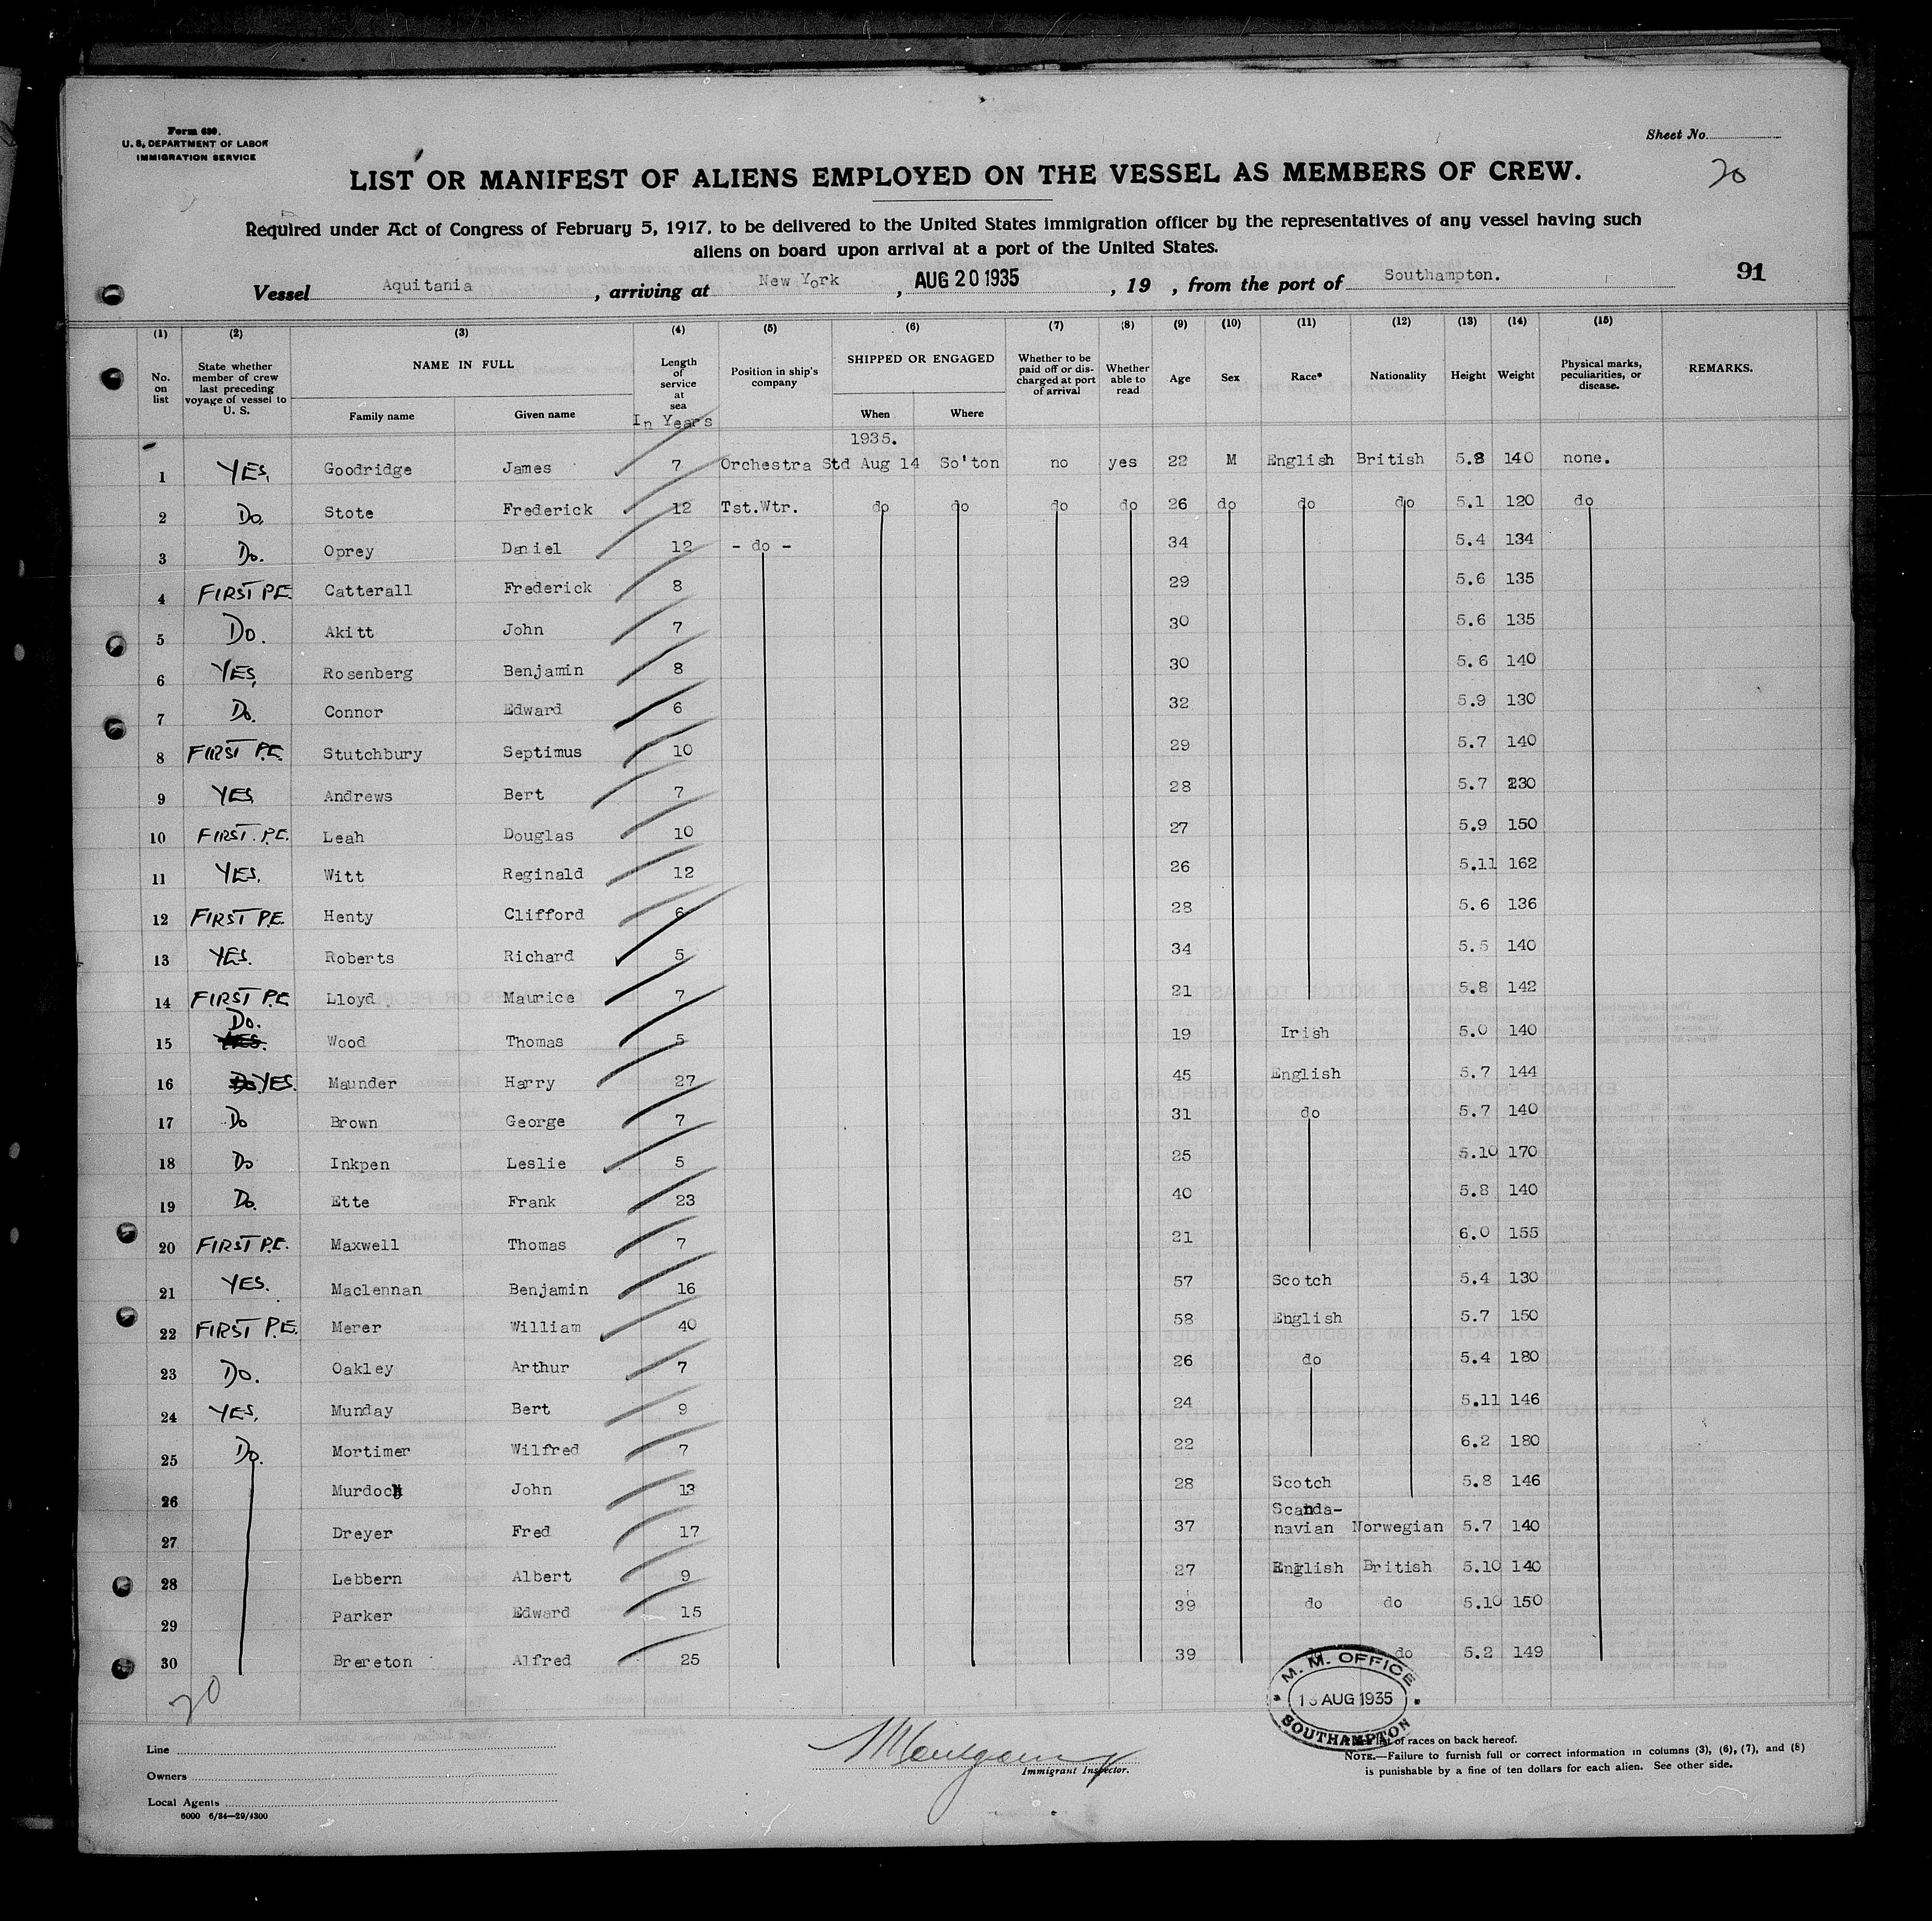 Form 680.
U. S. DEPARTMENT OF LABOR
IMMIGRATION SERVICE
Sheet No.
20
LIST OR MANIFEST OF ALIENS EMPLOYED ON THE VESSEL AS MEMBERS OF CREW.
Required under Act of Congress of February 5, 1917, to be delivered to the United States immigration officer by the representatives of any vessel having such
aliens on board upon arrival at a port of the United States.
Vessel Aquitania, arriving at New York, AUG 20 1935, 19 , from the port of Southampton.
91
(1) (2) (3) (4) (5) (6) (7) (8) (9) (10) (11) (12) (13) (14) (15)
No. on list
State whether member of crew last preceding voyage of vessel to U. S.
NAME IN FULL
Family name Given name
Length of service at sea
In Years
Position in ship's company
SHIPPED OR ENGAGED
When Where
Whether to be paid off or discharged at port of arrival
Whether able to read
Age Sex Race* Nationality Height Weight
Physical marks, peculiarities, or disease.
REMARKS.
1935.
1 YES, Goodridge James 7 Orchestra Std Aug 14 So'ton no yes 22 M English British 5.8 140 none.
2 Do. Stote Frederick 12 Tst.Wtr. do do do do 26 do do do 5.1 120 do
3 Do. Oprey Daniel 12 - do - 34 5.4 134
4 FIRST P.E. Catterall Frederick 8 29 5.6 135
5 Do. Akitt John 7 30 5.6 135
6 YES, Rosenberg Benjamin 8 30 5.6 140
7 Do. Connor Edward 6 32 5.9 130
8 FIRST P.E. Stutchbury Septimus 10 29 5.7 140
9 YES Andrews Bert 7 28 5.7 230
10 FIRST. P.E. Leah Douglas 10 27 5.9 150
11 YES. Witt Reginald 12 26 5.11 162
12 FIRST P.E. Henty Clifford 6 28 5.6 136
13 YES. Roberts Richard 5 34 5.5 140
14 FIRST P.E Lloyd Maurice 7 21 5.8 142
15 Do. Wood Thomas 5 19 Irish 5.0 140
16 YES. Maunder Harry 27 45 English 5.7 144
17 Do Brown George 7 31 do 5.7 140
18 Do Inkpen Leslie 5 25 5.10 170
19 Do. Ette Frank 23 40 5.8 140
20 FIRST P.E. Maxwell Thomas 7 21 6.0 155
21 YES. Maclennan Benjamin 16 57 Scotch 5.4 130
22 FIRST P.E. Merer William 40 58 English 5.7 150
23 Do. Oakley Arthur 7 26 do 5.4 180
24 YES, Munday Bert 9 24 5.11 146
25 Do. Mortimer Wilfred 7 22 6.2 180
26 Murdoch John 13 28 Scotch 5.8 146
27 Dreyer Fred 17 37 Scanda-navian Norwegian 5.7 140
28 Lebbern Albert 9 27 English British 5.10 140
29 Parker Edward 15 39 do do 5.10 150
30 Brereton Alfred 25 39 do 5.2 149
20
M. M. OFFICE
AUG 1935
SOUTHAMPTON
Line
Owners
Local Agents
6000 6/34—29/4300
Immigrant Inspector.
list of races on back hereof.
NOTE.—Failure to furnish full or correct information in columns (3), (6), (7), and (8)
is punishable by a fine of ten dollars for each alien. See other side.